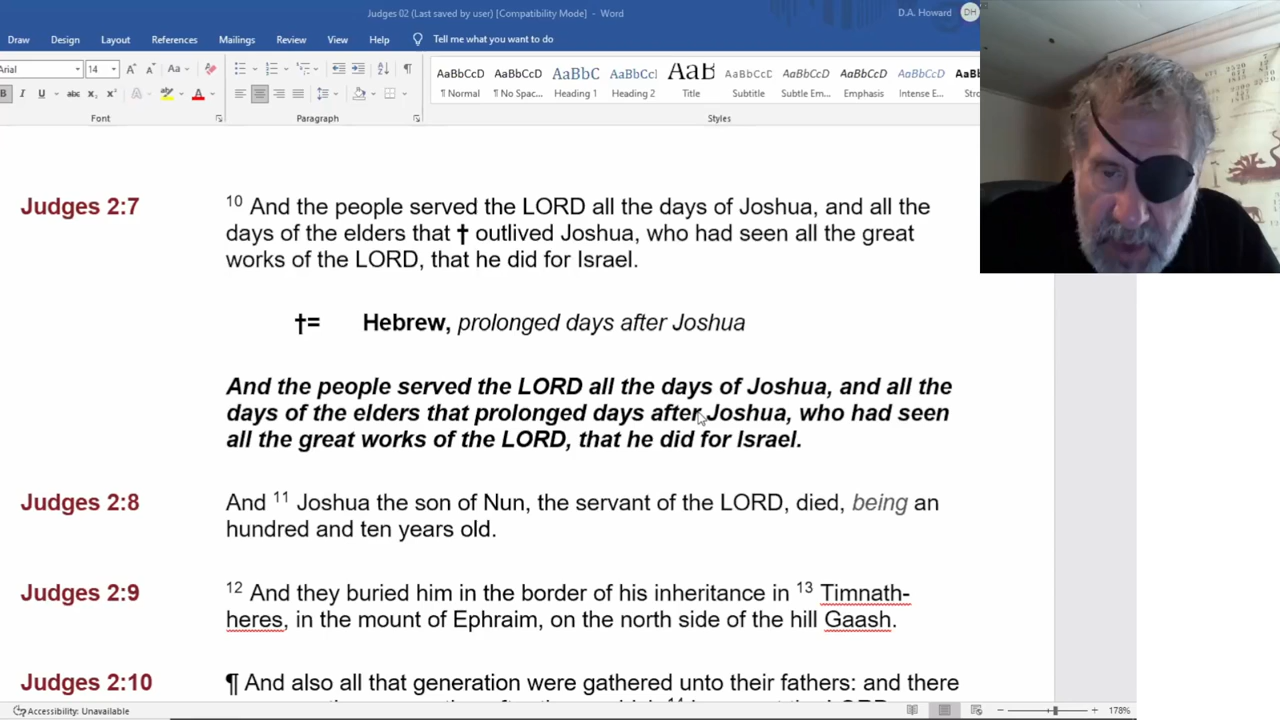 Judges 02 (Last saved by user) [Compatibility Mode] - Word
D.A. Howard DH
Draw Design Layout References Mailings Review View Help Tell me what you want to do
Arial 14 A A Aa ¶
B I U abc x₂ x² A A
AaBbCcD AaBbCcD AaBbC AaBbCc AaB AaBbCcD AaBbCcD AaBbCcD AaBbCcD
¶ Normal ¶ No Spac... Heading 1 Heading 2 Title Subtitle Subtle Em... Emphasis Intense E...
Font Paragraph Styles
Judges 2:7 10 And the people served the LORD all the days of Joshua, and all the
days of the elders that † outlived Joshua, who had seen all the great
works of the LORD, that he did for Israel.
†= Hebrew, prolonged days after Joshua
And the people served the LORD all the days of Joshua, and all the
days of the elders that prolonged days after Joshua, who had seen
all the great works of the LORD, that he did for Israel.
Judges 2:8 And 11 Joshua the son of Nun, the servant of the LORD, died, being an
hundred and ten years old.
Judges 2:9 12 And they buried him in the border of his inheritance in 13 Timnath-
heres, in the mount of Ephraim, on the north side of the hill Gaash.
Judges 2:10 ¶ And also all that generation were gathered unto their fathers: and there
Accessibility: Unavailable
178%